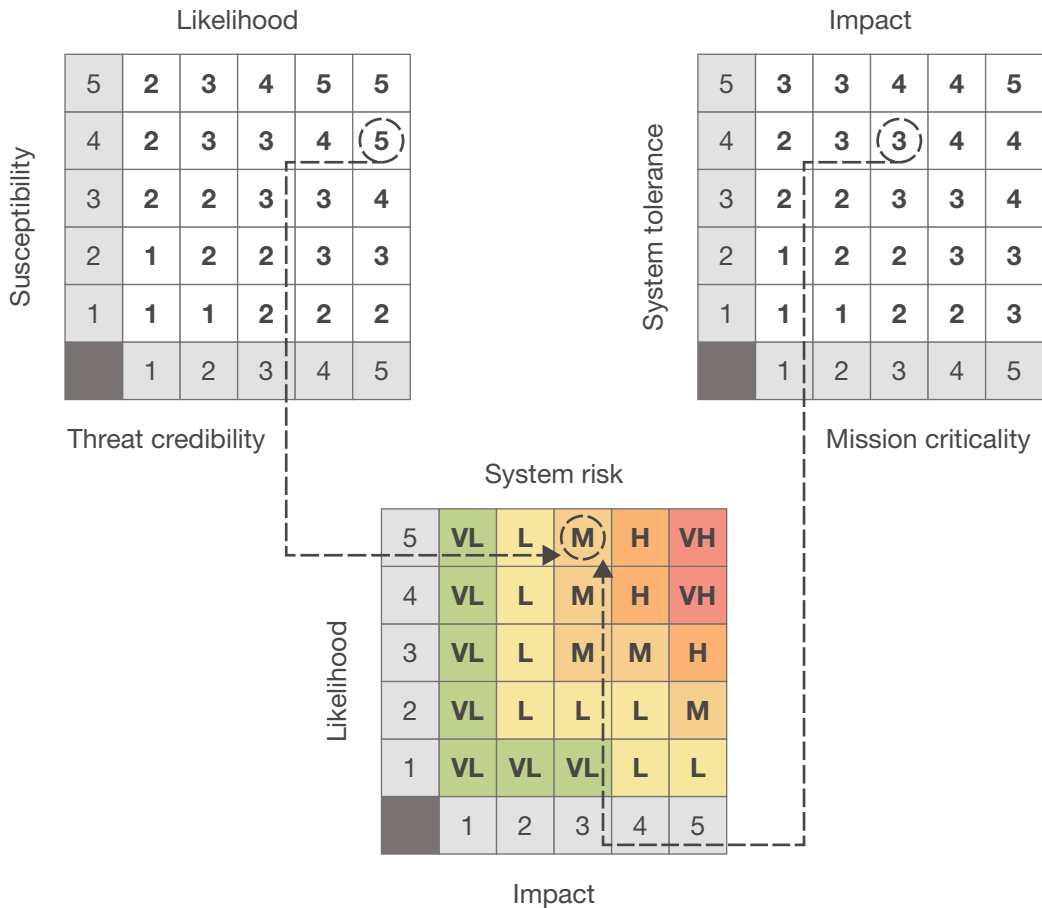 Likelihood
5 2 3 4 5 5
4 2 3 3 4 5
3 2 2 3 3 4
2 1 2 2 3 3
1 1 1 2 2 2
1 2 3 4 5
Susceptibility
Threat credibility
Impact
5 3 3 4 4 5
4 2 3 3 4 4
3 2 2 3 3 4
2 1 2 2 3 3
1 1 1 2 2 3
1 2 3 4 5
System tolerance
Mission criticality
System risk
5 VL L M H VH
4 VL L M H VH
3 VL L M M H
2 VL L L L M
1 VL VL VL L L
1 2 3 4 5
Likelihood
Impact